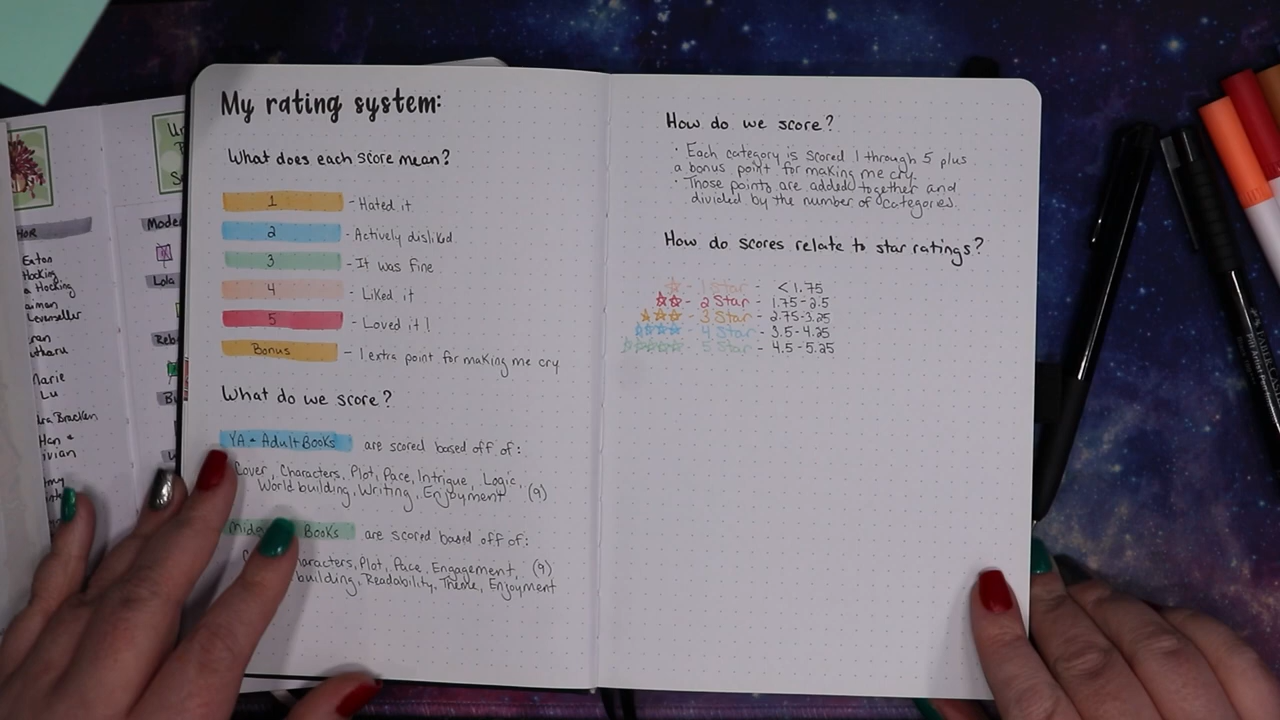 My rating system:
What does each score mean?
1 - Hated it
2 - Actively disliked
3 - It was fine
4 - Liked it
5 - Loved it!
Bonus - 1 extra point for making me cry
What do we score?
YA + Adult Books are scored based off of:
Cover, Characters, Plot, Pace, Intrigue, Logic,
World building, Writing, Enjoyment (9)
Books are scored based off of:
Plot, Pace, Engagement, (9)
building, Readability, Theme, Enjoyment
How do we score?
· Each category is scored 1 through 5 plus
a bonus point for making me cry.
· Those points are added together and
divided by the number of categories.
How do scores relate to star ratings?
☆ - 1 Star - <1.75
☆☆ - 2 Star - 1.75-2.5
☆☆☆ - 3 Star - 2.75-3.25
☆☆☆☆ - 4 Star - 3.5-4.25
☆☆☆☆☆ - 5 Star - 4.5-5.25
Hocking
Hocking
Marie
Lu
Bracken
Lola